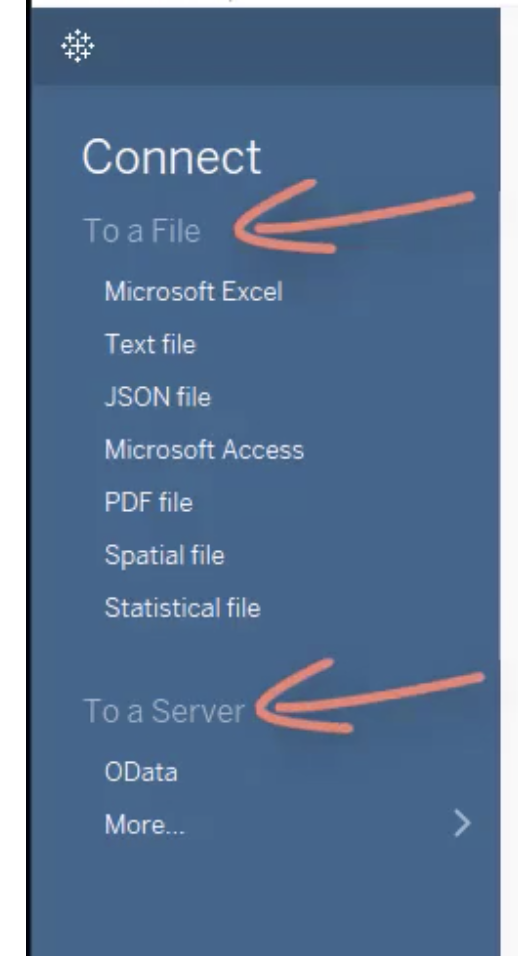 Connect
To a File
Microsoft Excel
Text file
JSON file
Microsoft Access
PDF file
Spatial file
Statistical file
To a Server
OData
More...